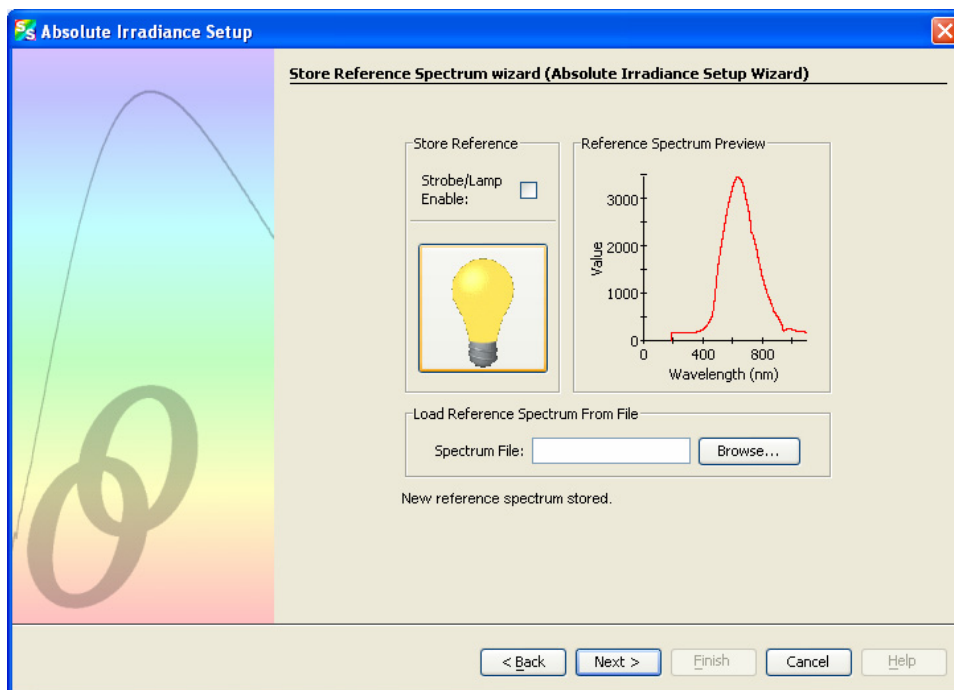 Absolute Irradiance Setup
Store Reference Spectrum wizard (Absolute Irradiance Setup Wizard)
Store Reference
Strobe/Lamp
Enable:
Reference Spectrum Preview
3000
2000
1000
0
Value
0 400 800
Wavelength (nm)
Load Reference Spectrum From File
Spectrum File:
Browse...
New reference spectrum stored.
< Back
Next >
Finish
Cancel
Help